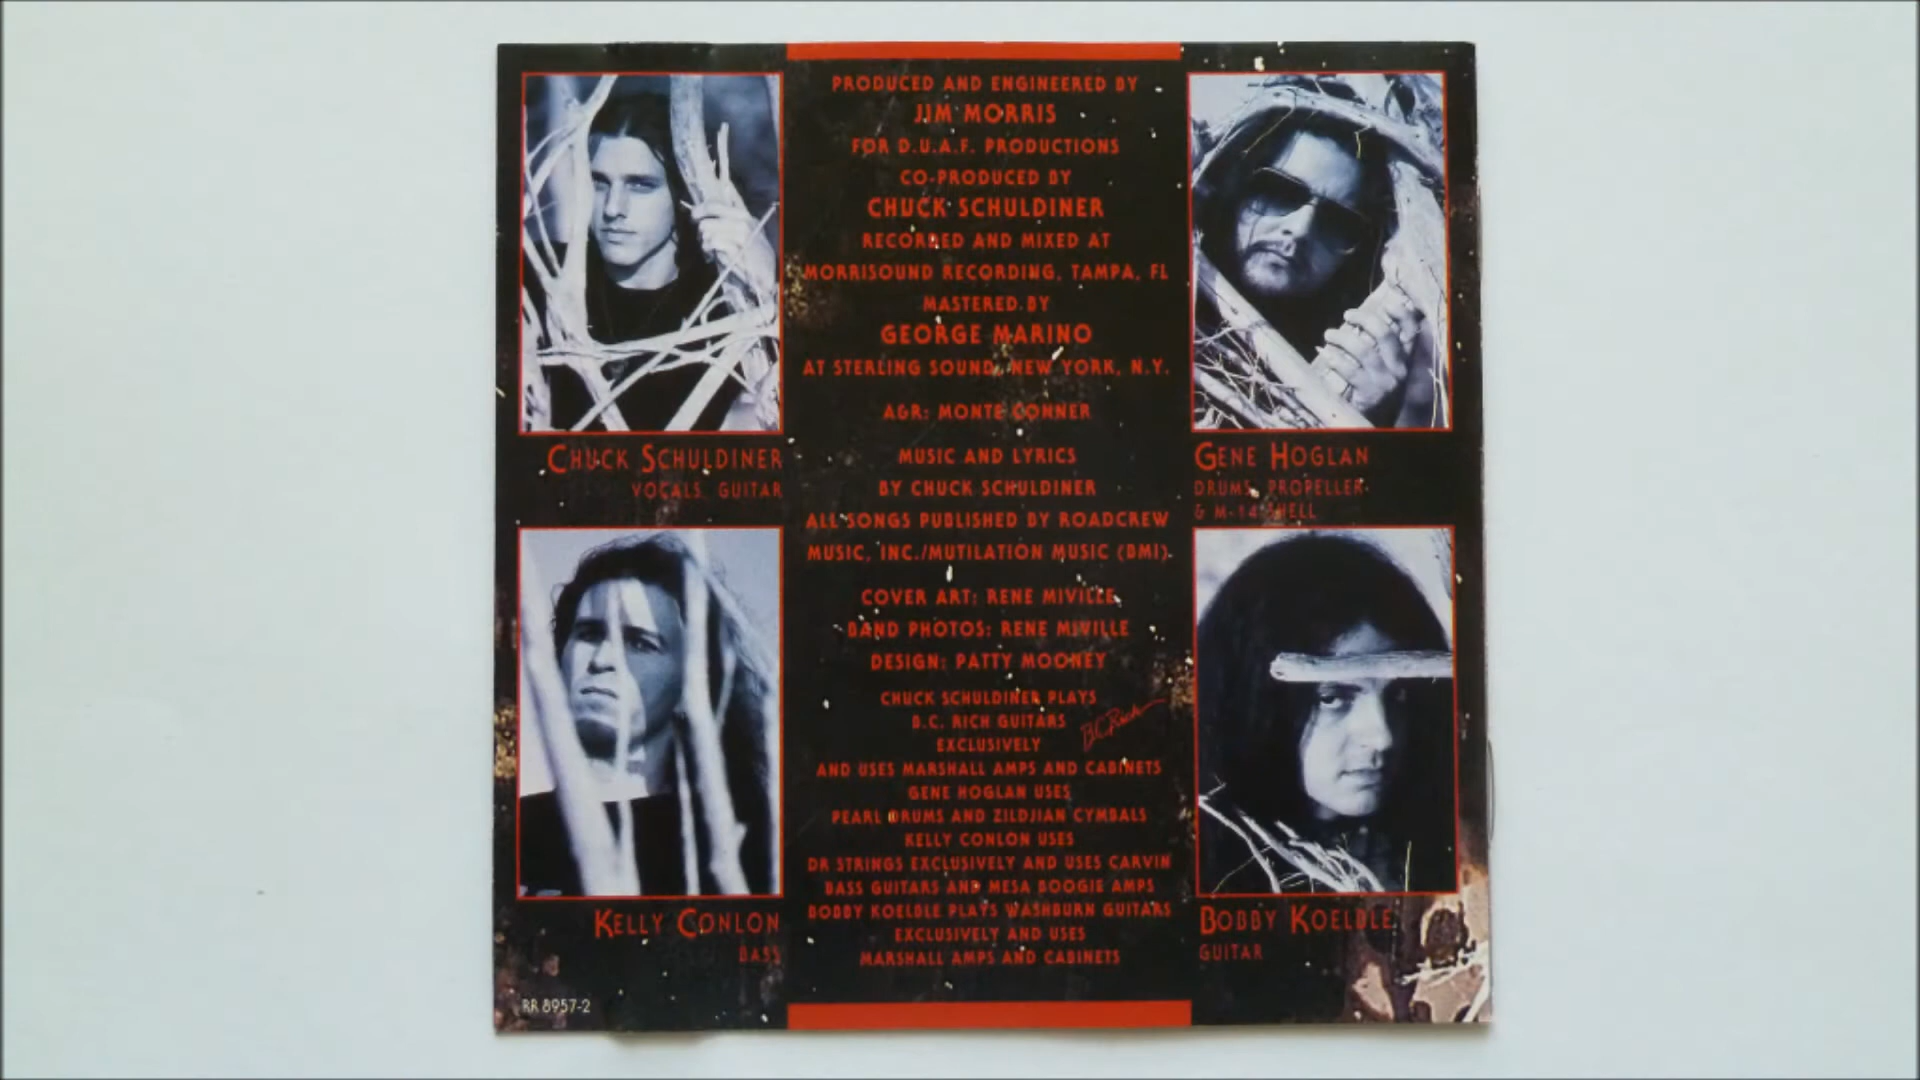 PRODUCED AND ENGINEERED BY
JIM MORRIS
FOR D.U.A.F. PRODUCTIONS
CO-PRODUCED BY
CHUCK SCHULDINER
RECORDED AND MIXED AT
MORRISOUND RECORDING, TAMPA, FL
MASTERED BY
GEORGE MARINO
AT STERLING SOUND, NEW YORK, N.Y.
A&R: MONTE CONNER
MUSIC AND LYRICS
BY CHUCK SCHULDINER
ALL SONGS PUBLISHED BY ROADCREW
MUSIC, INC./MUTILATION MUSIC (BMI)
COVER ART: RENE MIVILLE
BAND PHOTOS: RENE MIVILLE
DESIGN: PATTY MOONEY
CHUCK SCHULDINER PLAYS
B.C. RICH GUITARS
B.C. Rich
EXCLUSIVELY
AND USES MARSHALL AMPS AND CABINETS
GENE HOGLAN USES
PEARL DRUMS AND ZILDJIAN CYMBALS
KELLY CONLON USES
DR STRINGS EXCLUSIVELY AND USES CARVIN
BASS GUITARS AND MESA BOOGIE AMPS
BOBBY KOELBLE PLAYS WASHBURN GUITARS
EXCLUSIVELY AND USES
MARSHALL AMPS AND CABINETS
CHUCK SCHULDINER
VOCALS, GUITAR
GENE HOGLAN
DRUMS, PROPELLER
& M-14 SHELL
KELLY CONLON
BASS
BOBBY KOELBLE
GUITAR
RR 8957-2